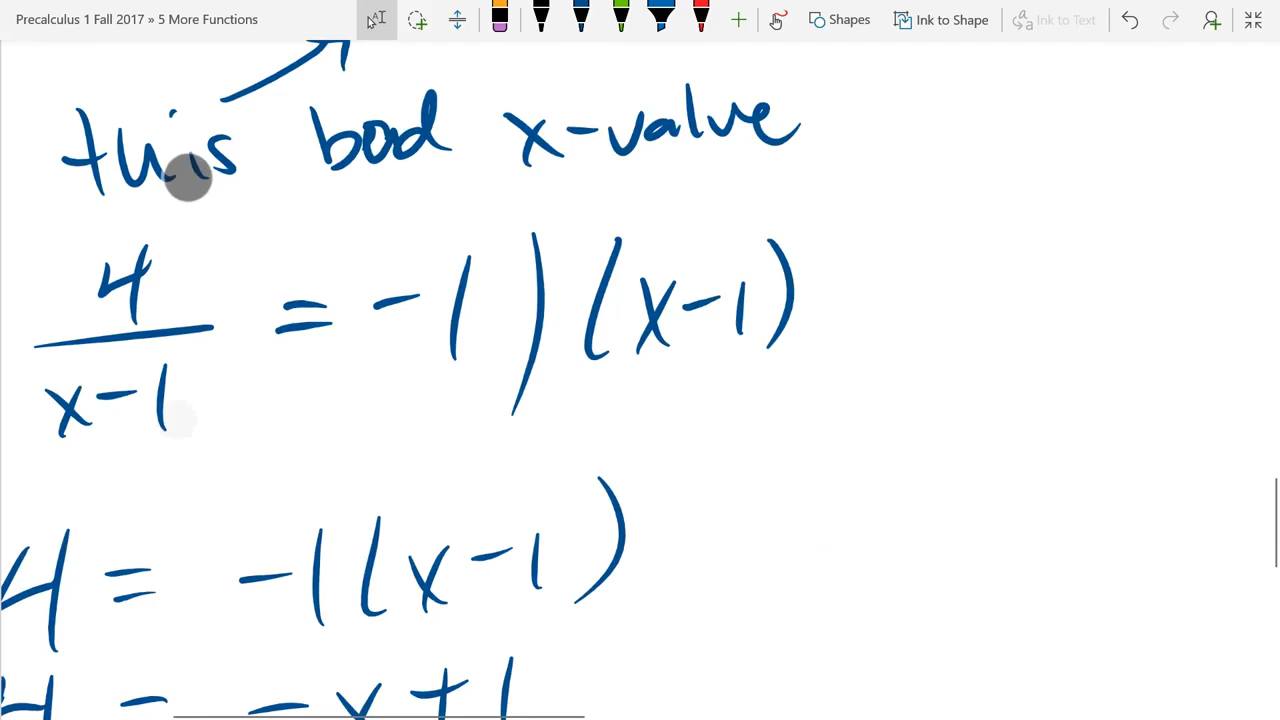 Precalculus 1 Fall 2017 » 5 More Functions
Shapes
Ink to Shape
Ink to Text
this bad x-value
4
x-1
= -1 ) (x-1)
4 = -1 (x-1)
4 = -x+1